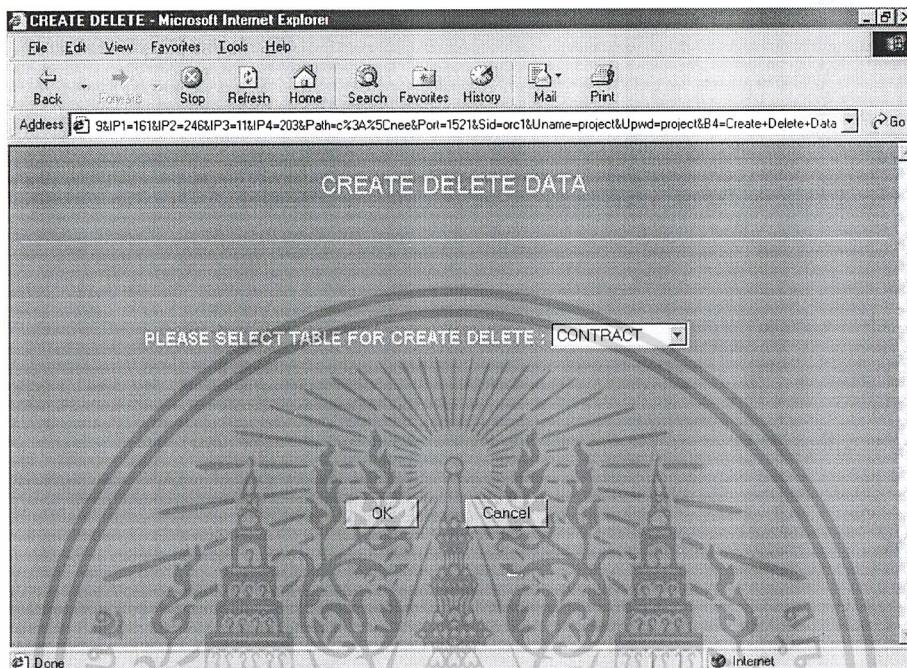 CREATE DELETE - Microsoft Internet Explorer
File Edit View Favorites Tools Help
Back Forward Stop Refresh Home Search Favorites History Mail Print
Address 9&IP1=161&IP2=246&IP3=11&IP4=203&Path=c%3A%5Cnee&Port=1521&Sid=orc1&Uname=project&Upwd=project&B4=Create+Delete+Data Go
CREATE DELETE DATA
PLEASE SELECT TABLE FOR CREATE DELETE : CONTRACT
OK Cancel
Done Internet